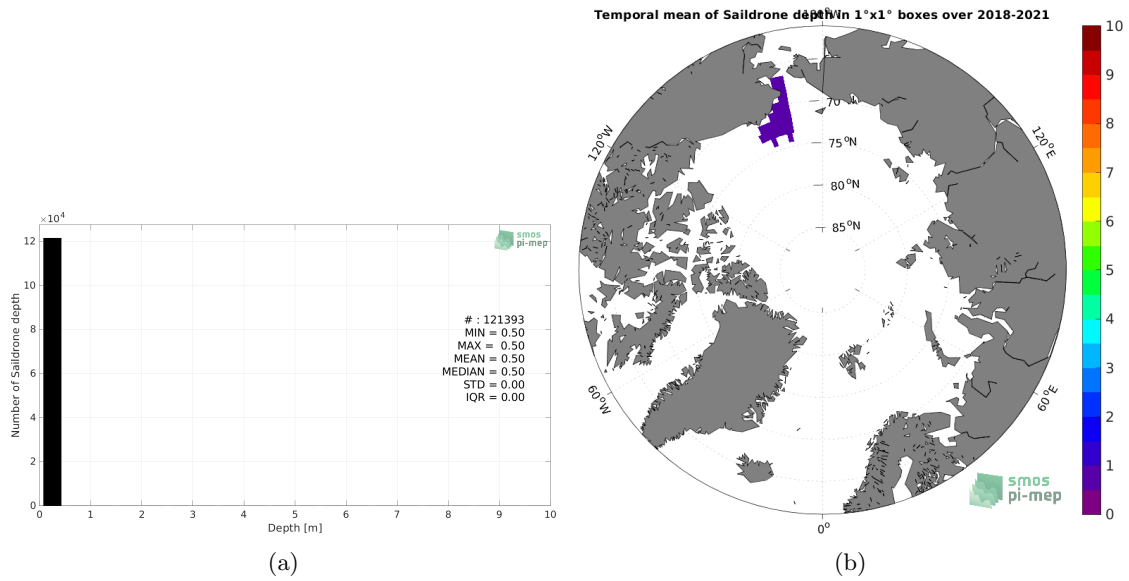 Temporal mean of Saildrone depth in 1°x1° boxes over 2018-2021
180°W
×10⁴
12
10
8
6
4
2
0
Number of Saildrone depth
smos
pi-mep
# : 121393
MIN = 0.50
MAX = 0.50
MEAN = 0.50
MEDIAN = 0.50
STD = 0.00
IQR = 0.00
0 1 2 3 4 5 6 7 8 9 10
Depth [m]
(a)
120°W
120°E
70°N
75°N
80°N
85°N
60°W
60°E
0°
smos
pi-mep
10
9
8
7
6
5
4
3
2
1
0
(b)